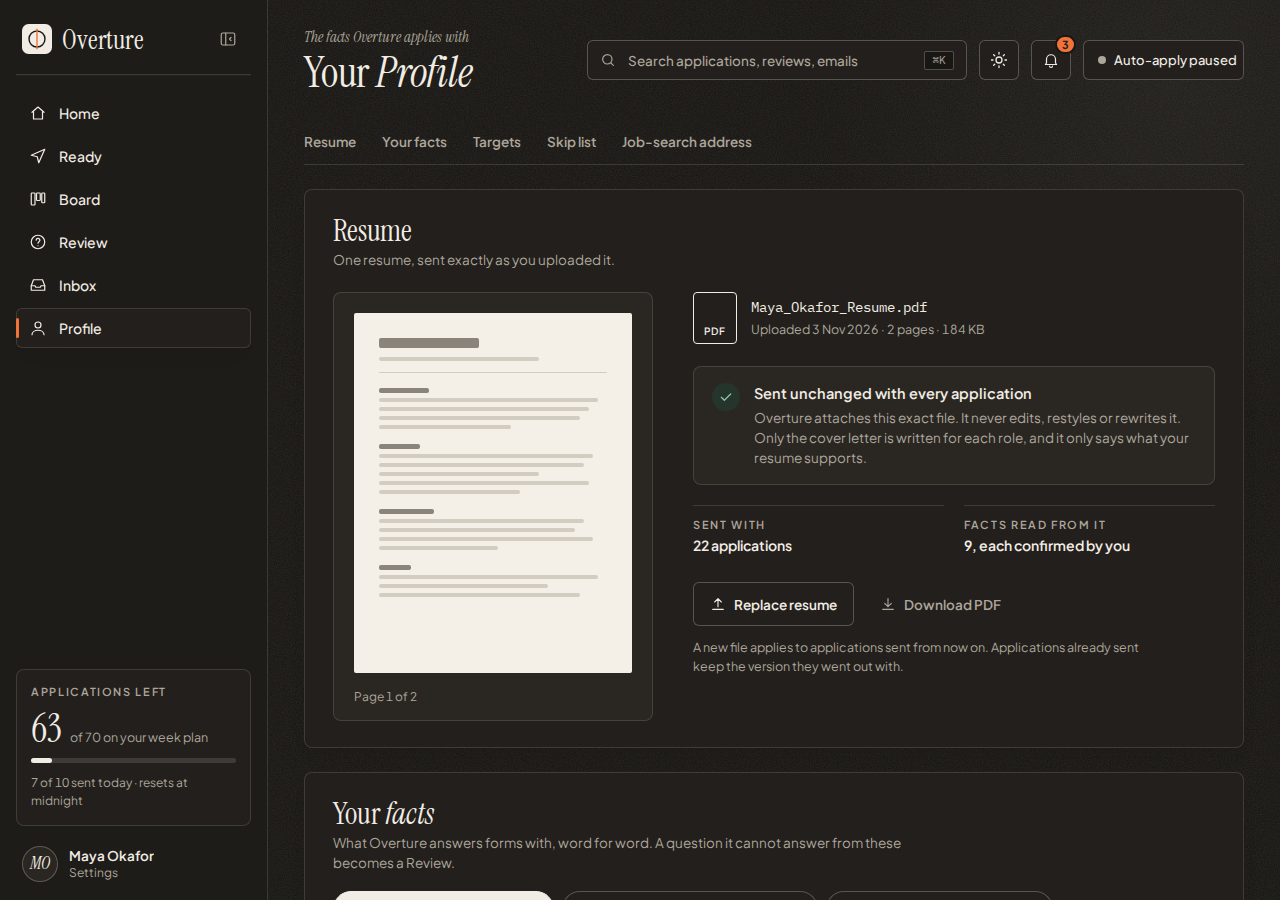 Overture
Home
Ready
Board
Review
Inbox
Profile
APPLICATIONS LEFT
63 of 70 on your week plan
7 of 10 sent today · resets at
midnight
MO
Maya Okafor
Settings
The facts Overture applies with
Your Profile
Search applications, reviews, emails
⌘K
3
Auto-apply paused
Resume
Your facts
Targets
Skip list
Job-search address
Resume
One resume, sent exactly as you uploaded it.
Page 1 of 2
PDF
Maya_Okafor_Resume.pdf
Uploaded 3 Nov 2026 · 2 pages · 184 KB
Sent unchanged with every application
Overture attaches this exact file. It never edits, restyles or rewrites it.
Only the cover letter is written for each role, and it only says what your
resume supports.
SENT WITH
22 applications
FACTS READ FROM IT
9, each confirmed by you
Replace resume
Download PDF
A new file applies to applications sent from now on. Applications already sent
keep the version they went out with.
Your facts
What Overture answers forms with, word for word. A question it cannot answer from these
becomes a Review.